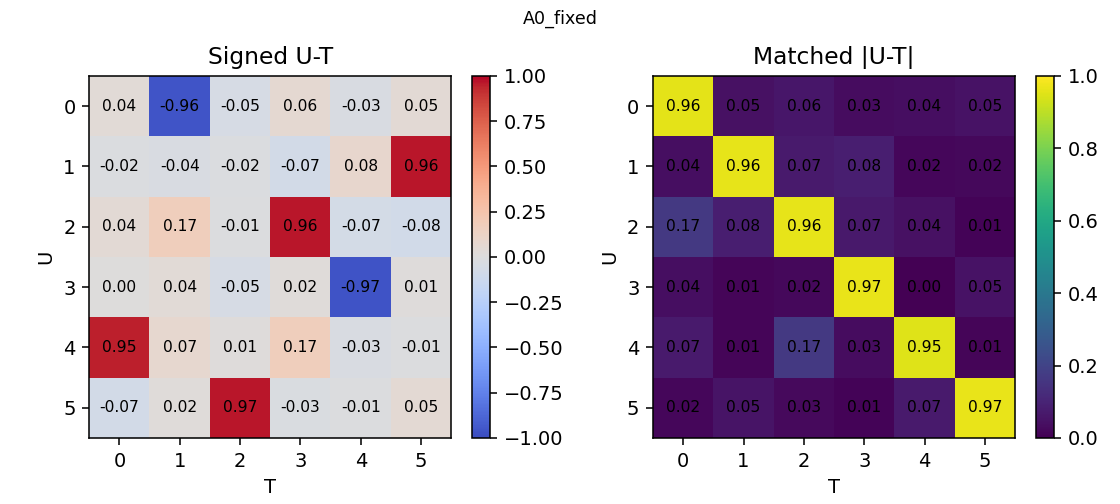 A0_fixed
Signed U-T
Matched |U-T|
0 0.04 -0.96 -0.05 0.06 -0.03 0.05
1 -0.02 -0.04 -0.02 -0.07 0.08 0.96
2 0.04 0.17 -0.01 0.96 -0.07 -0.08
3 0.00 0.04 -0.05 0.02 -0.97 0.01
4 0.95 0.07 0.01 0.17 -0.03 -0.01
5 -0.07 0.02 0.97 -0.03 -0.01 0.05
0 1 2 3 4 5
U
T
1.00
0.75
0.50
0.25
0.00
−0.25
−0.50
−0.75
−1.00
0 0.96 0.05 0.06 0.03 0.04 0.05
1 0.04 0.96 0.07 0.08 0.02 0.02
2 0.17 0.08 0.96 0.07 0.04 0.01
3 0.04 0.01 0.02 0.97 0.00 0.05
4 0.07 0.01 0.17 0.03 0.95 0.01
5 0.02 0.05 0.03 0.01 0.07 0.97
0 1 2 3 4 5
U
T
1.0
0.8
0.6
0.4
0.2
0.0